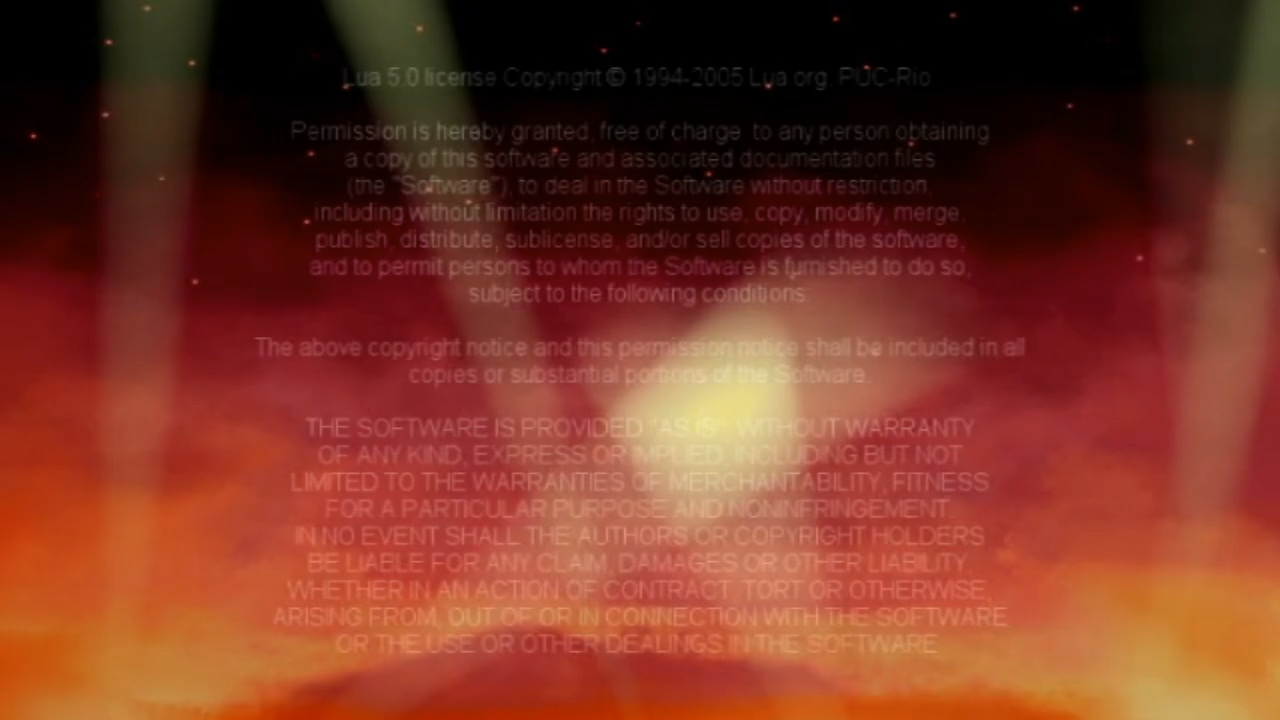 Lua 5.0 license Copyright © 1994-2005 Lua.org, PUC-Rio
Permission is hereby granted, free of charge, to any person obtaining
a copy of this software and associated documentation files
(the "Software"), to deal in the Software without restriction,
including without limitation the rights to use, copy, modify, merge,
publish, distribute, sublicense, and/or sell copies of the software,
and to permit persons to whom the Software is furnished to do so,
subject to the following conditions:
The above copyright notice and this permission notice shall be included in all
copies or substantial portions of the Software.
THE SOFTWARE IS PROVIDED "AS IS", WITHOUT WARRANTY
OF ANY KIND, EXPRESS OR IMPLIED, INCLUDING BUT NOT
LIMITED TO THE WARRANTIES OF MERCHANTABILITY, FITNESS
FOR A PARTICULAR PURPOSE AND NONINFRINGEMENT.
IN NO EVENT SHALL THE AUTHORS OR COPYRIGHT HOLDERS
BE LIABLE FOR ANY CLAIM, DAMAGES OR OTHER LIABILITY,
WHETHER IN AN ACTION OF CONTRACT, TORT OR OTHERWISE,
ARISING FROM, OUT OF OR IN CONNECTION WITH THE SOFTWARE
OR THE USE OR OTHER DEALINGS IN THE SOFTWARE.